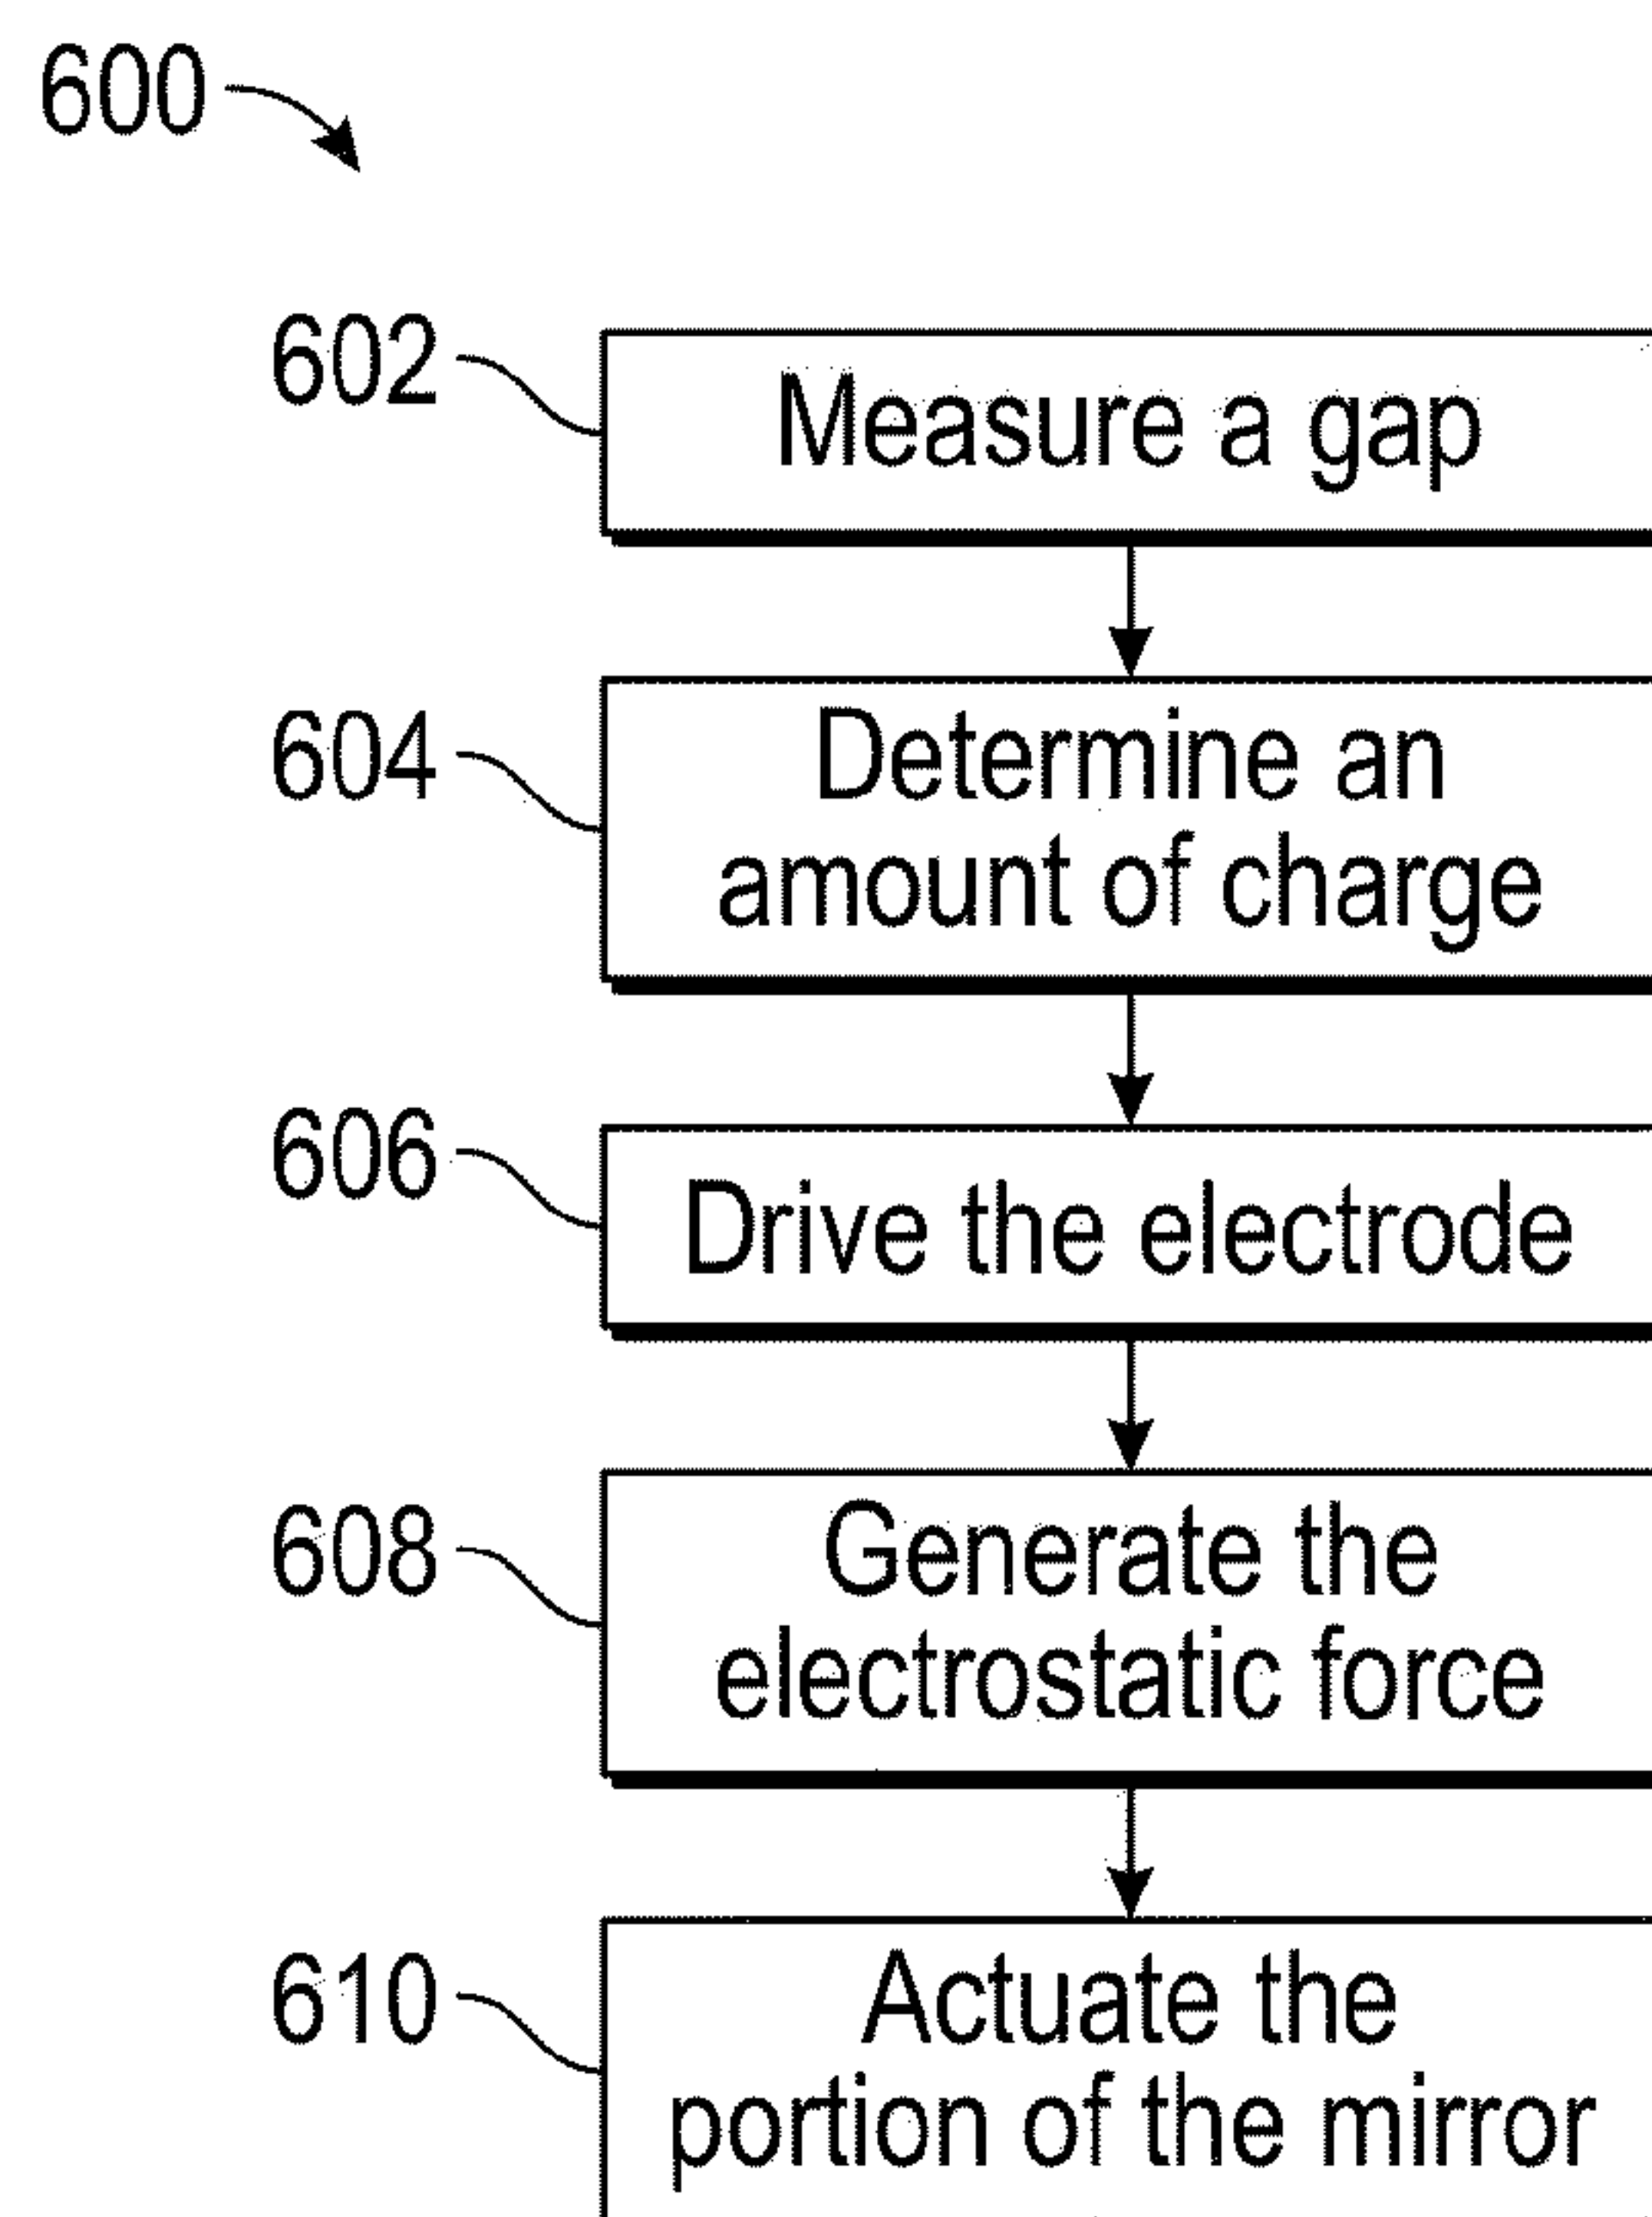 600
602
Measure a gap
604
Determine an
amount of charge
606
Drive the electrode
608
Generate the
electrostatic force
610
Actuate the
portion of the mirror